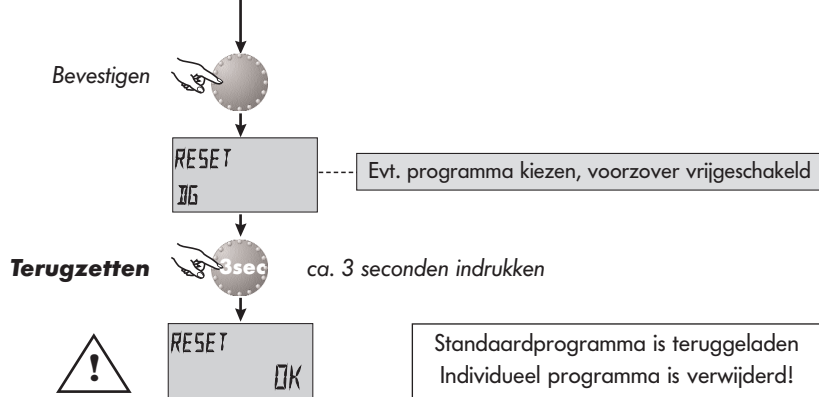 Bevestigen
RESET
DG
Evt. programma kiezen, voorzover vrijgeschakeld
Terugzetten
3sec
ca. 3 seconden indrukken
!
RESET
OK
Standaardprogramma is teruggeladen
Individueel programma is verwijderd!